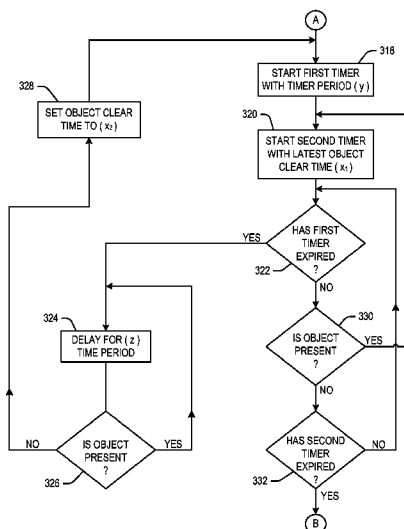 A
318
START FIRST TIMER
WITH TIMER PERIOD ( y )
328
SET OBJECT CLEAR
TIME TO ( x₂ )
320
START SECOND TIMER
WITH LATEST OBJECT
CLEAR TIME ( x₁ )
YES
HAS FIRST
TIMER
EXPIRED
?
322
NO
324
DELAY FOR ( z )
TIME PERIOD
330
IS OBJECT
PRESENT
?
YES
NO
NO
IS OBJECT
PRESENT
?
YES
326
HAS SECOND
TIMER
EXPIRED
?
NO
332
YES
B